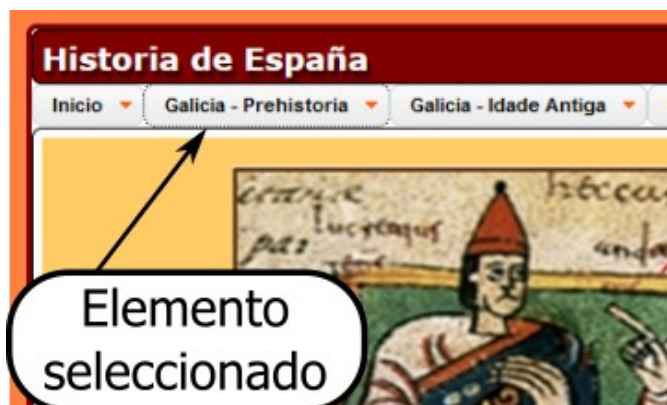 Historia de España
Inicio Galicia - Prehistoria Galicia - Idade Antiga
Elemento
seleccionado